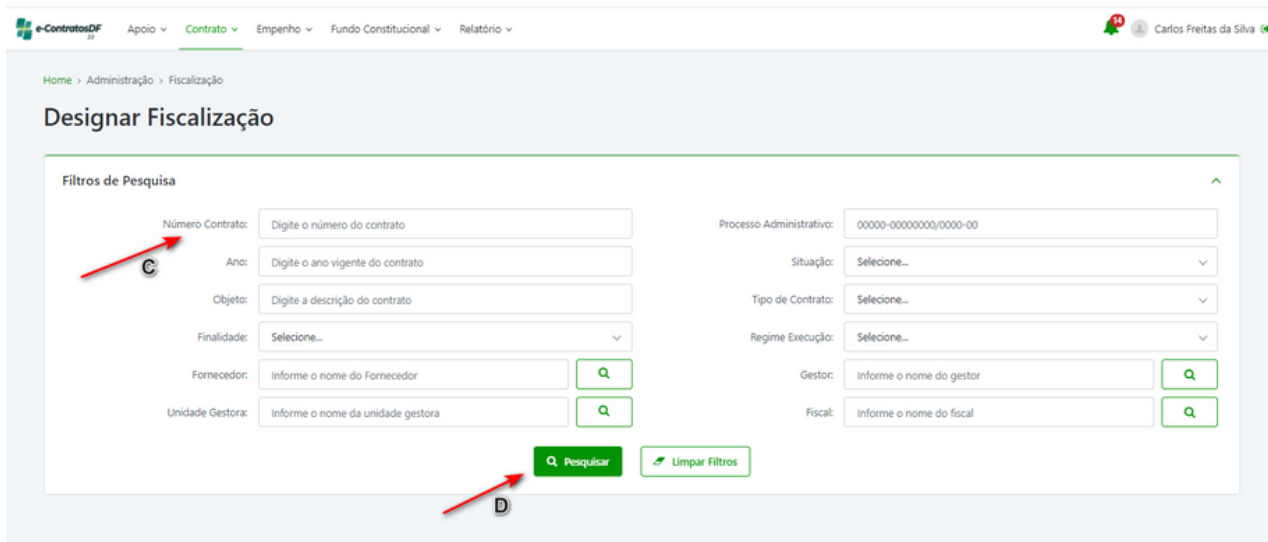 e-ContratosDF Apoio Contrato Empenho Fundo Constitucional Relatório 14 Carlos Freitas da Silva
2.0
Home > Administração > Fiscalização
Designar Fiscalização
Filtros de Pesquisa
Número Contrato: Digite o número do contrato Processo Administrativo: 00000-00000000/0000-00
C
Ano: Digite o ano vigente do contrato Situação: Selecione...
Objeto: Digite a descrição do contrato Tipo de Contrato: Selecione...
Finalidade: Selecione... Regime Execução: Selecione...
Fornecedor: Informe o nome do Fornecedor Gestor: Informe o nome do gestor
Unidade Gestora: Informe o nome da unidade gestora Fiscal: Informe o nome do fiscal
Pesquisar Limpar Filtros
D